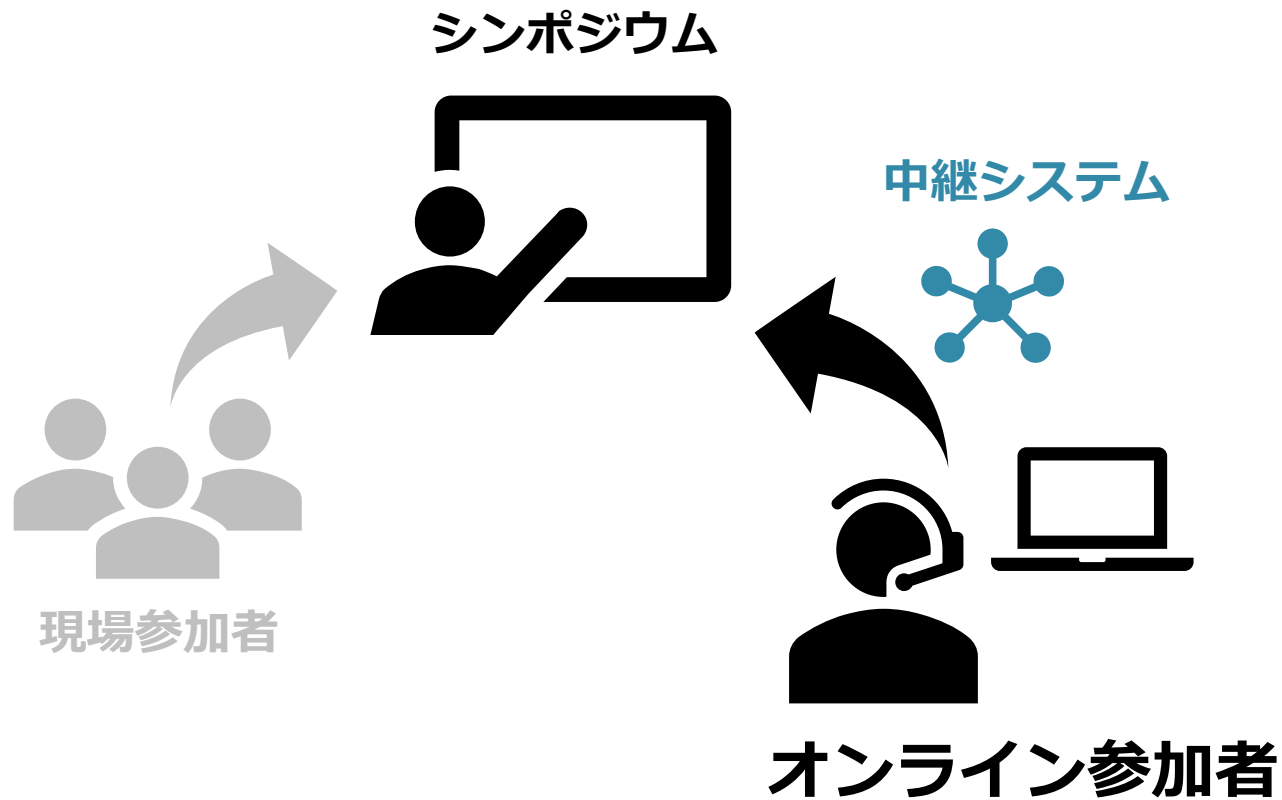 シンポジウム
中継システム
現場参加者
オンライン参加者